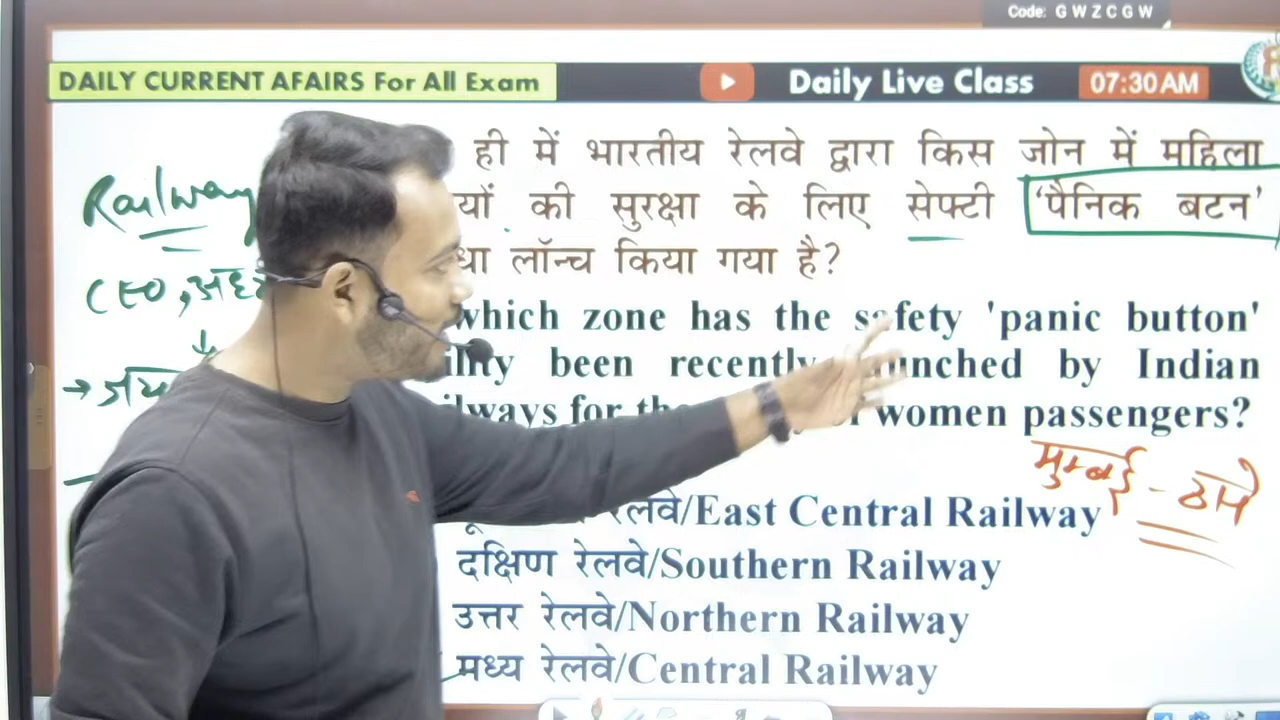 Code: G W Z C G W
DAILY CURRENT AFAIRS For All Exam
Daily Live Class
07:30 AM
ही में भारतीय रेलवे द्वारा किस जोन में महिला
यों की सुरक्षा के लिए सेफ्टी 'पैनिक बटन'
धा लॉन्च किया गया है?
which zone has the safety 'panic button'
been recently by Indian
for women passengers?
Railway
CEO,
मुम्बई - ठाणे
रेलवे/East Central Railway
दक्षिण रेलवे/Southern Railway
उत्तर रेलवे/Northern Railway
मध्य रेलवे/Central Railway